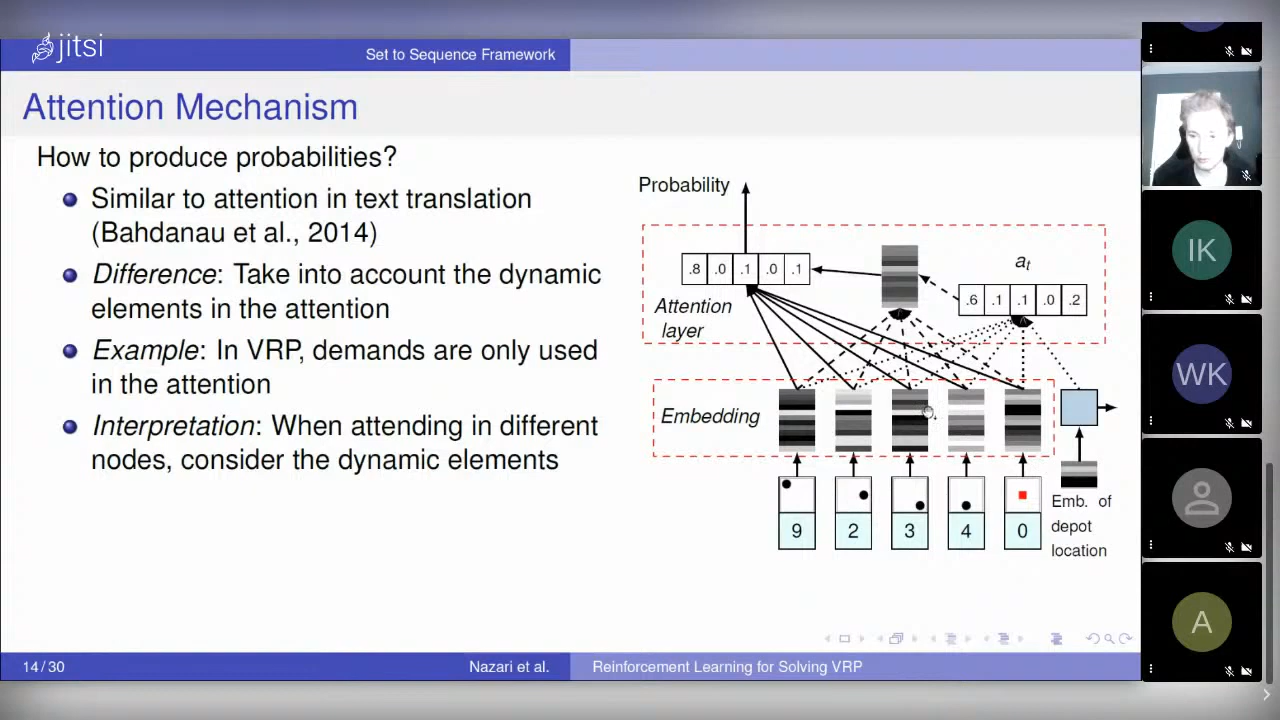 jitsi
Set to Sequence Framework
Attention Mechanism
How to produce probabilities?
Similar to attention in text translation
(Bahdanau et al., 2014)
Difference: Take into account the dynamic
elements in the attention
Example: In VRP, demands are only used
in the attention
Interpretation: When attending in different
nodes, consider the dynamic elements
Probability
.8 .0 .1 .0 .1
at
.6 .1 .1 .0 .2
Attention
layer
Embedding
9 2 3 4 0
Emb. of
depot
location
14 / 30
Nazari et al.
Reinforcement Learning for Solving VRP
IK
WK
A